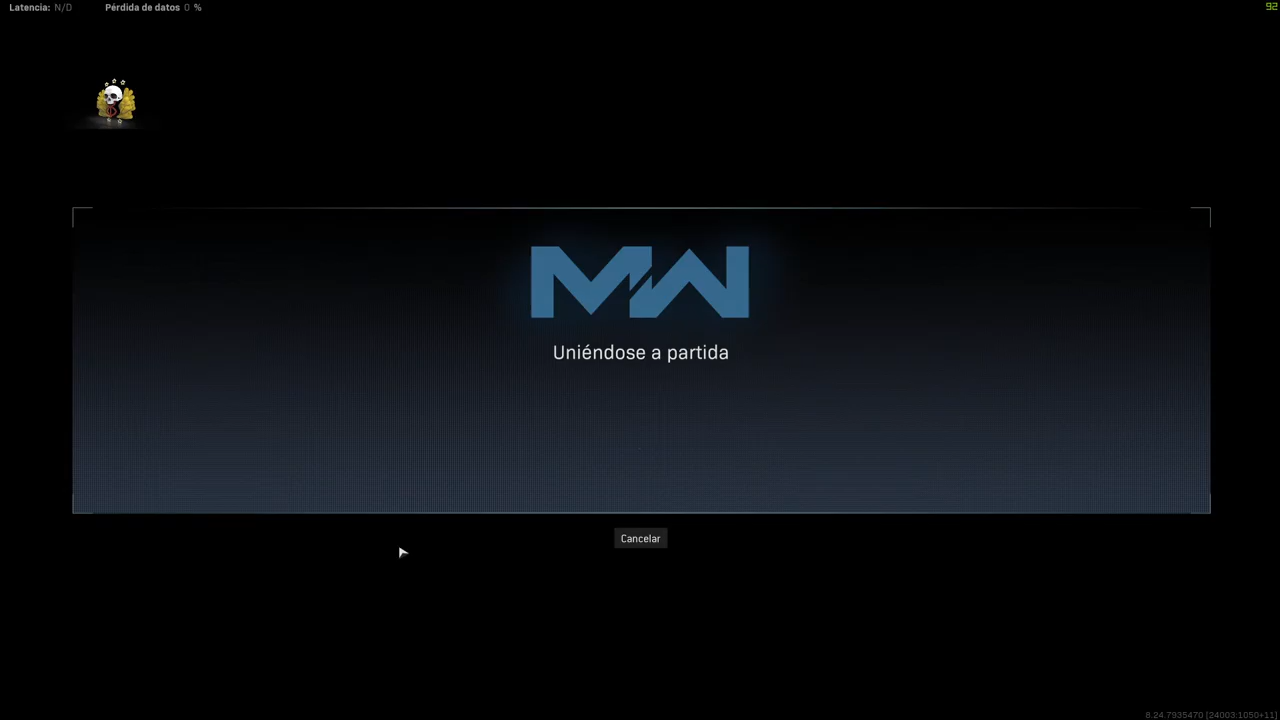 Latencia: N/D Pérdida de datos 0 %
92
MW
Uniéndose a partida
Cancelar
8.24.7935470 [24003:1050+11]